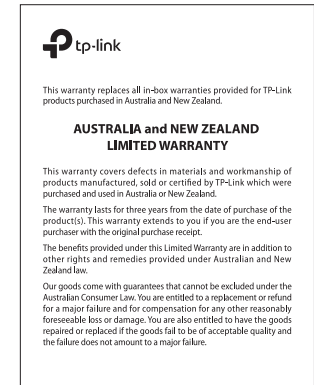 tp-link
This warranty replaces all in-box warranties provided for TP-Link
products purchased in Australia and New Zealand.
AUSTRALIA and NEW ZEALAND
LIMITED WARRANTY
This warranty covers defects in materials and workmanship of
products manufactured, sold or certified by TP-Link which were
purchased and used in Australia or New Zealand.
The warranty lasts for three years from the date of purchase of the
product(s). This warranty extends to you if you are the end-user
purchaser with the original purchase receipt.
The benefits provided under this Limited Warranty are in addition to
other rights and remedies provided under Australian and New
Zealand law.
Our goods come with guarantees that cannot be excluded under the
Australian Consumer Law. You are entitled to a replacement or refund
for a major failure and for compensation for any other reasonably
foreseeable loss or damage. You are also entitled to have the goods
repaired or replaced if the goods fail to be of acceptable quality and
the failure does not amount to a major failure.